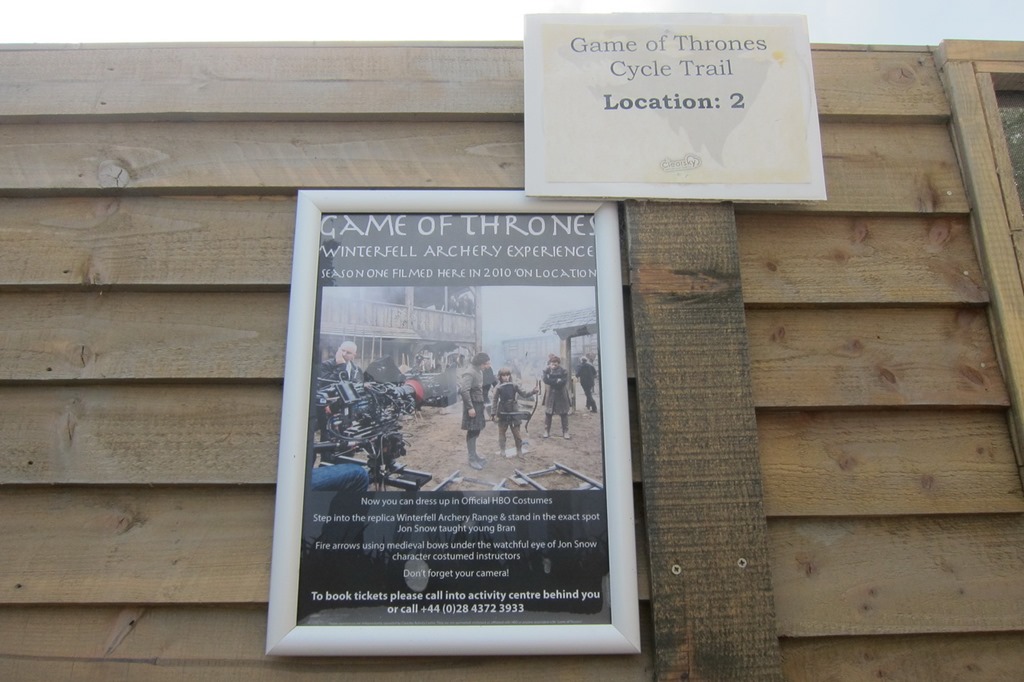 Game of Thrones
Cycle Trail
Location: 2
GAME OF THRONES
WINTERFELL ARCHERY EXPERIENCE
SEASON ONE FILMED HERE IN 2010 'ON LOCATION
Now you can dress up in Official HBO Costumes
Step into the replica Winterfell Archery Range & stand in the exact spot
Jon Snow taught young Bran
Fire arrows using medieval bows under the watchful eye of Jon Snow
character costumed instructors
Don't forget your camera!
To book tickets please call into activity centre behind you
or call +44 (0)28 4372 3933